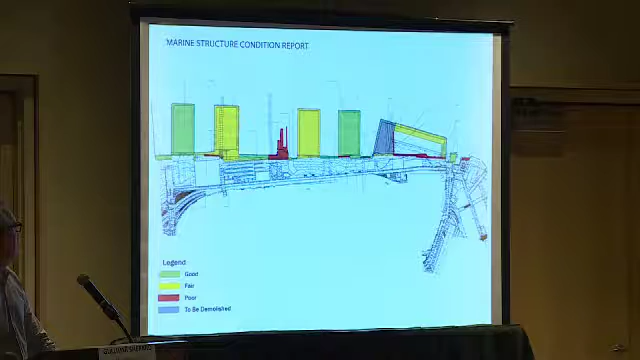 MARINE STRUCTURE CONDITION REPORT
Legend
Good
Fair
Poor
To Be Demolished